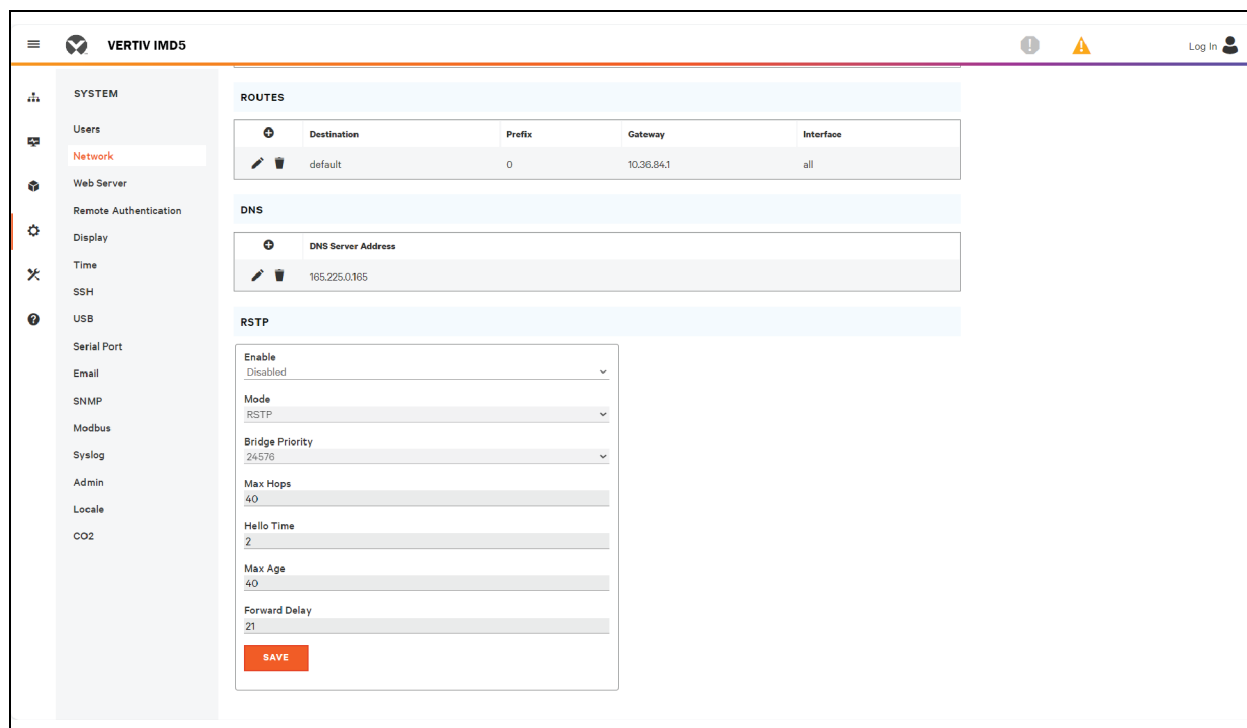 VERTIV IMD5
Log In
SYSTEM
Users
Network
Web Server
Remote Authentication
Display
Time
SSH
USB
Serial Port
Email
SNMP
Modbus
Syslog
Admin
Locale
CO2
ROUTES
Destination Prefix Gateway Interface
default 0 10.36.84.1 all
DNS
DNS Server Address
165.225.0.165
RSTP
Enable
Disabled
Mode
RSTP
Bridge Priority
24576
Max Hops
40
Hello Time
2
Max Age
40
Forward Delay
21
SAVE